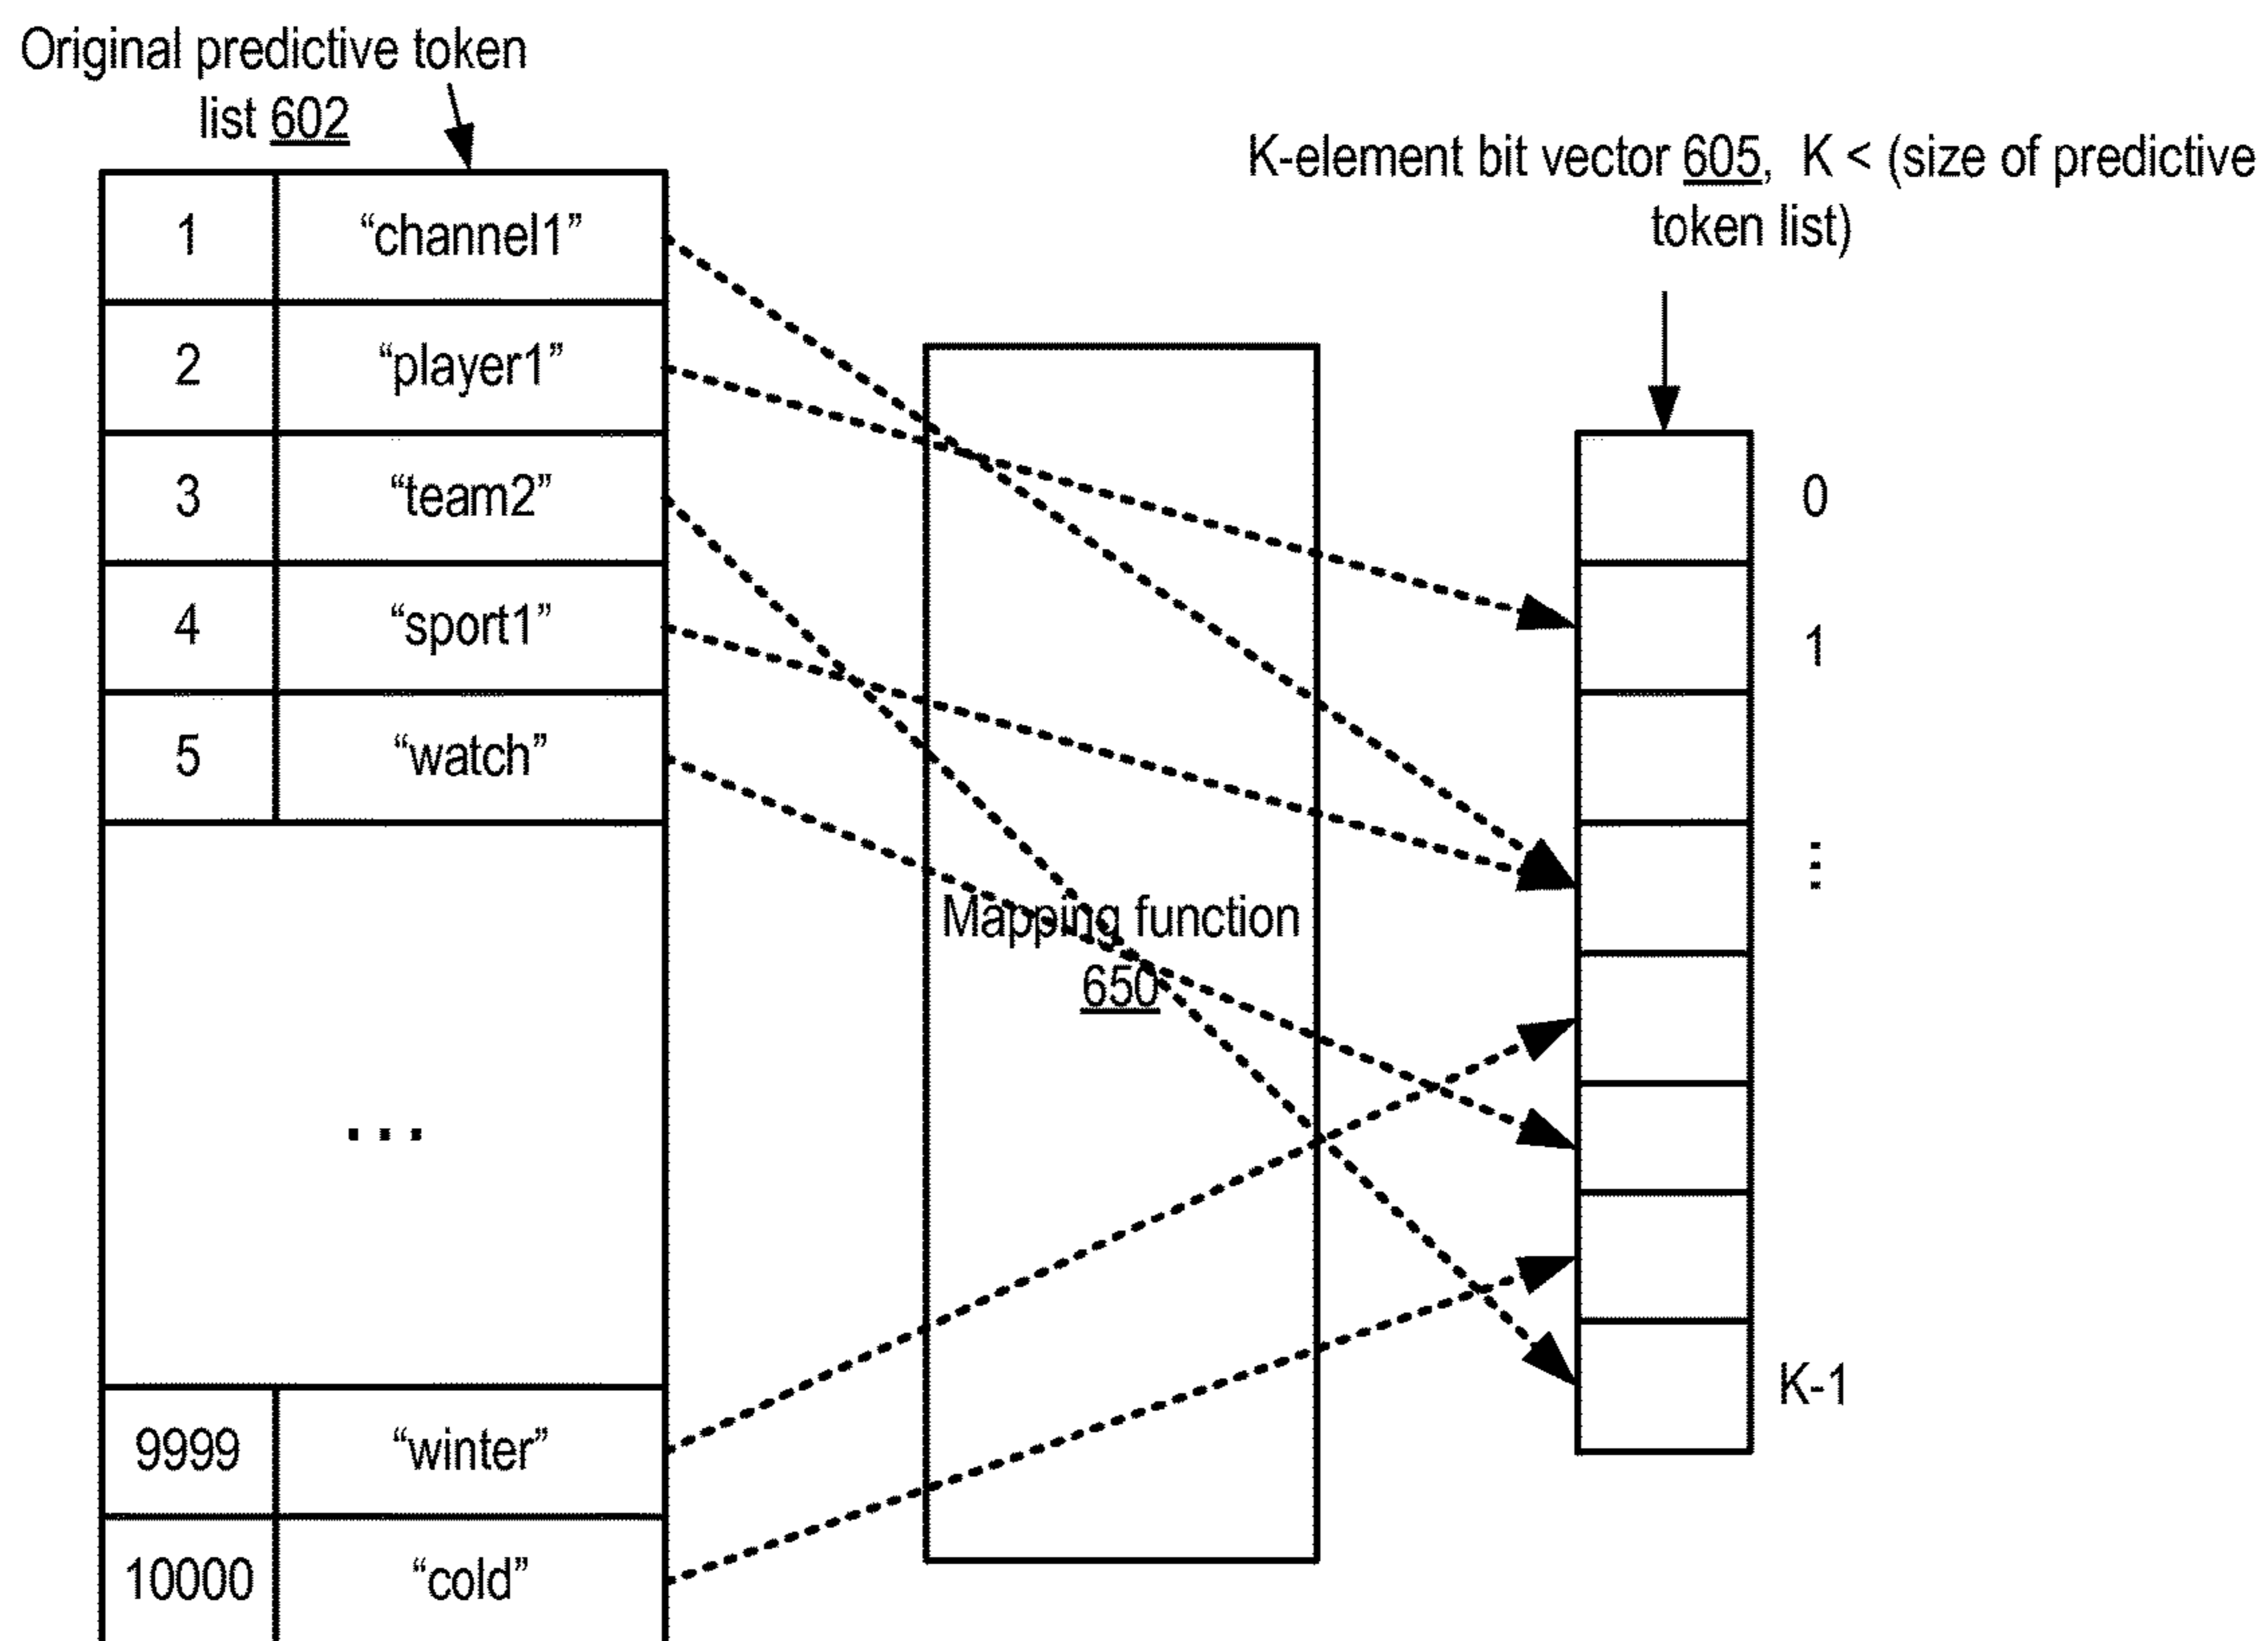 Original predictive token
list 602
K-element bit vector 605, K < (size of predictive
token list)
1 “channel1”
2 “player1”
3 “team2”
4 “sport1”
5 “watch”
...
9999 “winter”
10000 “cold”
Mapping function
650
0
1
...
K-1